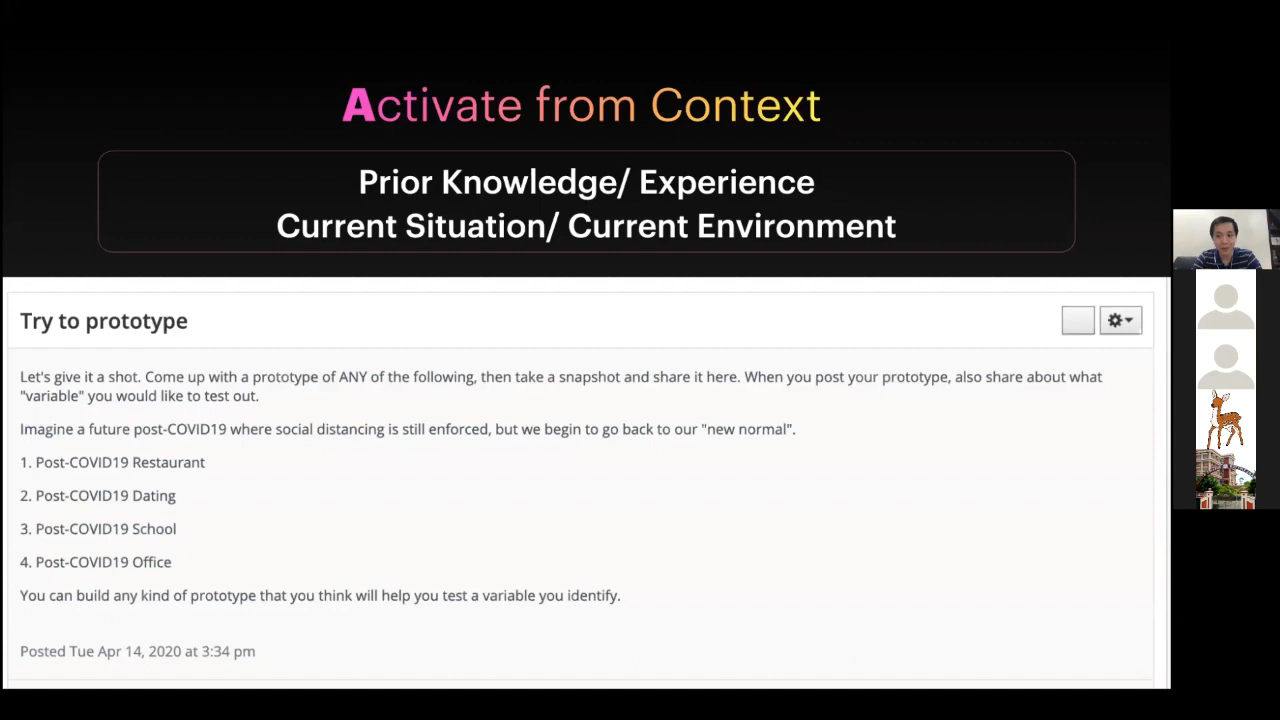 Activate from Context
Prior Knowledge/ Experience
Current Situation/ Current Environment
Try to prototype
Let's give it a shot. Come up with a prototype of ANY of the following, then take a snapshot and share it here. When you post your prototype, also share about what
"variable" you would like to test out.
Imagine a future post-COVID19 where social distancing is still enforced, but we begin to go back to our "new normal".
1. Post-COVID19 Restaurant
2. Post-COVID19 Dating
3. Post-COVID19 School
4. Post-COVID19 Office
You can build any kind of prototype that you think will help you test a variable you identify.
Posted Tue Apr 14, 2020 at 3:34 pm